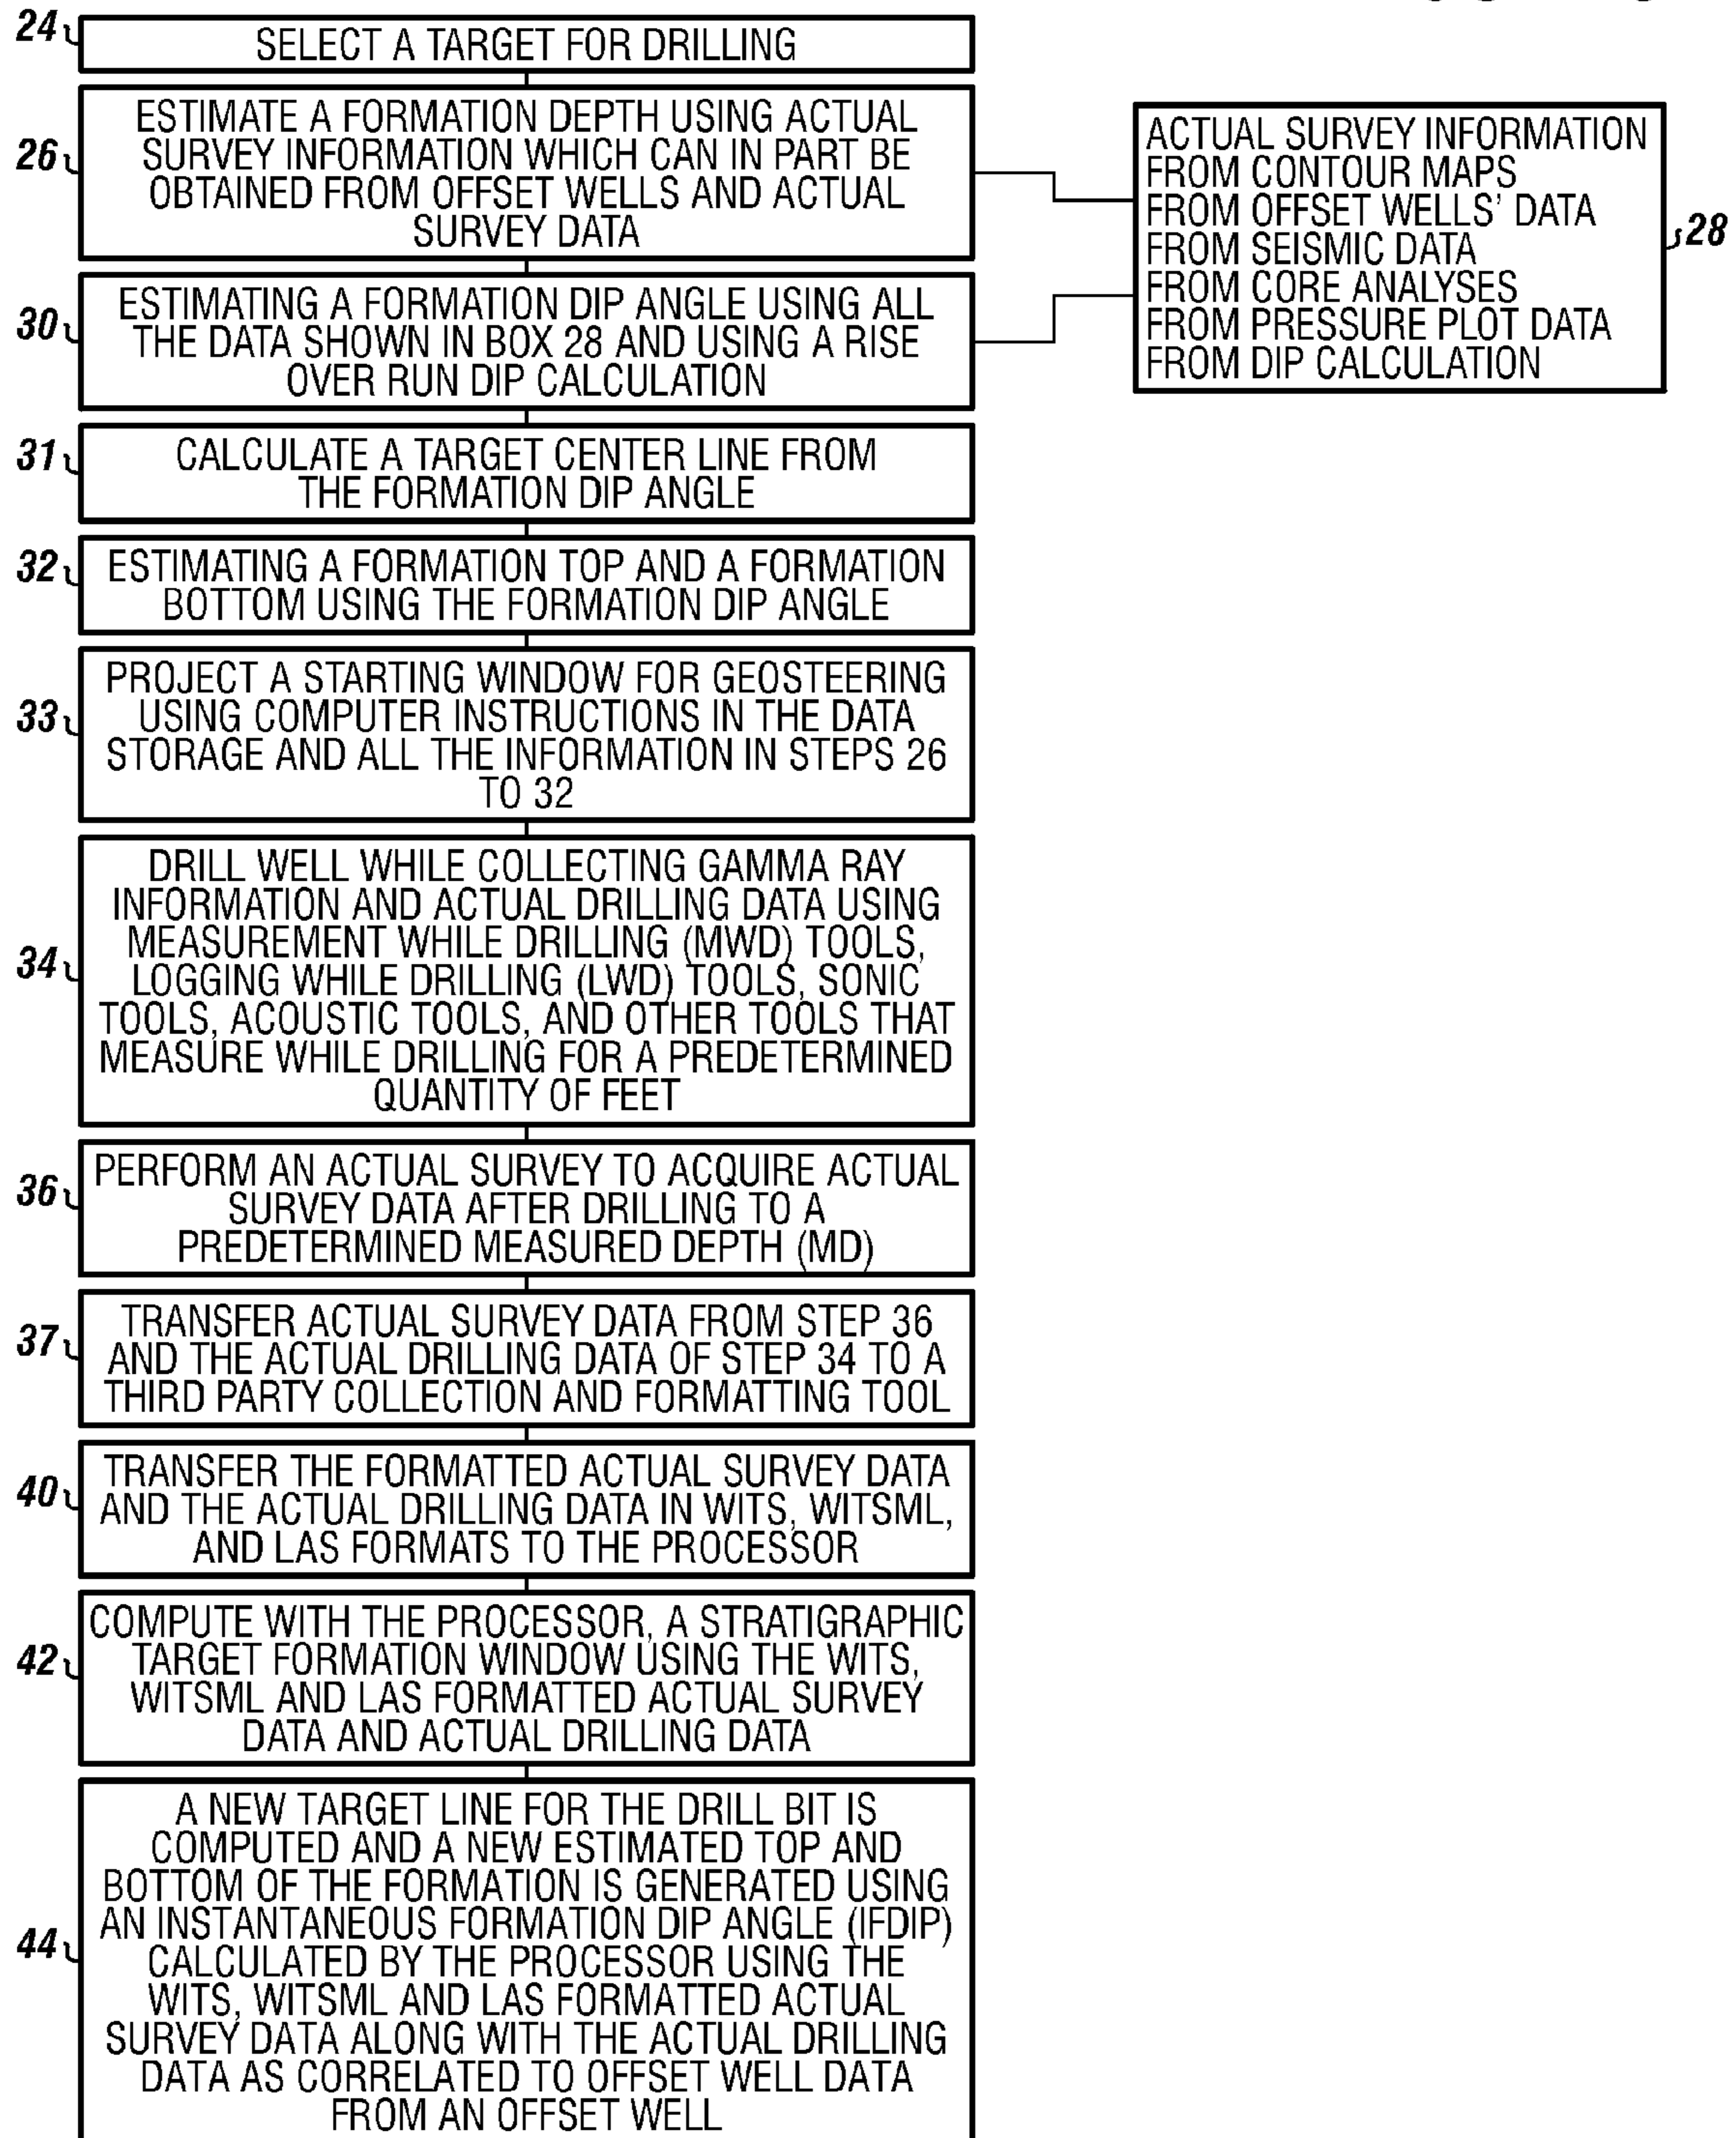 24
SELECT A TARGET FOR DRILLING
26
ESTIMATE A FORMATION DEPTH USING ACTUAL
SURVEY INFORMATION WHICH CAN IN PART BE
OBTAINED FROM OFFSET WELLS AND ACTUAL
SURVEY DATA
ACTUAL SURVEY INFORMATION
FROM CONTOUR MAPS
FROM OFFSET WELLS' DATA
FROM SEISMIC DATA
FROM CORE ANALYSES
FROM PRESSURE PLOT DATA
FROM DIP CALCULATION
28
30
ESTIMATING A FORMATION DIP ANGLE USING ALL
THE DATA SHOWN IN BOX 28 AND USING A RISE
OVER RUN DIP CALCULATION
31
CALCULATE A TARGET CENTER LINE FROM
THE FORMATION DIP ANGLE
32
ESTIMATING A FORMATION TOP AND A FORMATION
BOTTOM USING THE FORMATION DIP ANGLE
33
PROJECT A STARTING WINDOW FOR GEOSTEERING
USING COMPUTER INSTRUCTIONS IN THE DATA
STORAGE AND ALL THE INFORMATION IN STEPS 26
TO 32
34
DRILL WELL WHILE COLLECTING GAMMA RAY
INFORMATION AND ACTUAL DRILLING DATA USING
MEASUREMENT WHILE DRILLING (MWD) TOOLS,
LOGGING WHILE DRILLING (LWD) TOOLS, SONIC
TOOLS, ACOUSTIC TOOLS, AND OTHER TOOLS THAT
MEASURE WHILE DRILLING FOR A PREDETERMINED
QUANTITY OF FEET
36
PERFORM AN ACTUAL SURVEY TO ACQUIRE ACTUAL
SURVEY DATA AFTER DRILLING TO A
PREDETERMINED MEASURED DEPTH (MD)
37
TRANSFER ACTUAL SURVEY DATA FROM STEP 36
AND THE ACTUAL DRILLING DATA OF STEP 34 TO A
THIRD PARTY COLLECTION AND FORMATTING TOOL
40
TRANSFER THE FORMATTED ACTUAL SURVEY DATA
AND THE ACTUAL DRILLING DATA IN WITS, WITSML,
AND LAS FORMATS TO THE PROCESSOR
42
COMPUTE WITH THE PROCESSOR, A STRATIGRAPHIC
TARGET FORMATION WINDOW USING THE WITS,
WITSML AND LAS FORMATTED ACTUAL SURVEY
DATA AND ACTUAL DRILLING DATA
44
A NEW TARGET LINE FOR THE DRILL BIT IS
COMPUTED AND A NEW ESTIMATED TOP AND
BOTTOM OF THE FORMATION IS GENERATED USING
AN INSTANTANEOUS FORMATION DIP ANGLE (IFDIP)
CALCULATED BY THE PROCESSOR USING THE
WITS, WITSML AND LAS FORMATTED ACTUAL
SURVEY DATA ALONG WITH THE ACTUAL DRILLING
DATA AS CORRELATED TO OFFSET WELL DATA
FROM AN OFFSET WELL